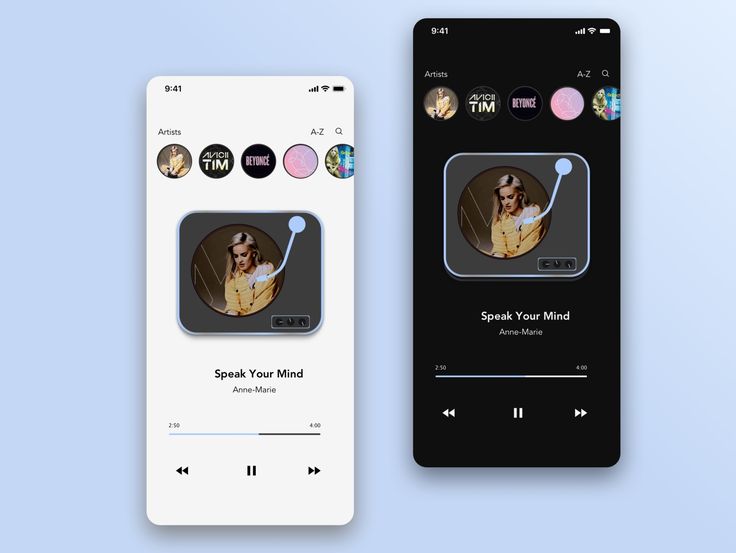 9:41
Artists
A-Z
AVICII
TIM
BEYONCÉ
Speak Your Mind
Anne-Marie
2:50
4:00
9:41
Artists
A-Z
AVICII
TIM
BEYONCÉ
Speak Your Mind
Anne-Marie
2:50
4:00